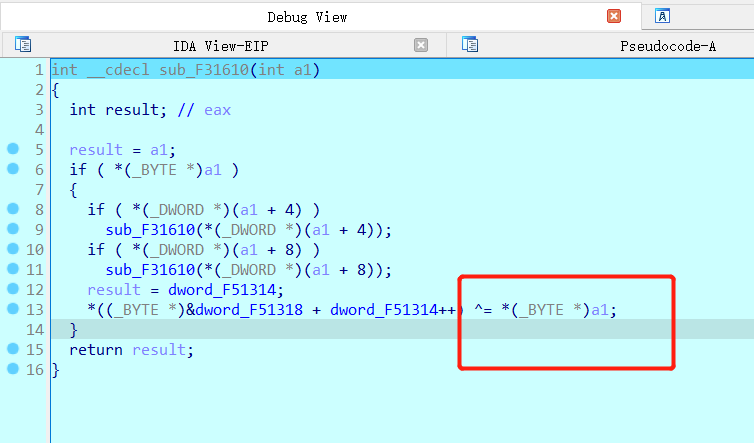 Debug View
IDA View-EIP Pseudocode-A
1 int __cdecl sub_F31610(int a1)
2 {
3 int result; // eax
4
5 result = a1;
6 if ( *(_BYTE *)a1 )
7 {
8 if ( *(_DWORD *)(a1 + 4) )
9 sub_F31610(*(_DWORD *)(a1 + 4));
10 if ( *(_DWORD *)(a1 + 8) )
11 sub_F31610(*(_DWORD *)(a1 + 8));
12 result = dword_F51314;
13 *((_BYTE *)&dword_F51318 + dword_F51314++) ^= *(_BYTE *)a1;
14 }
15 return result;
16 }